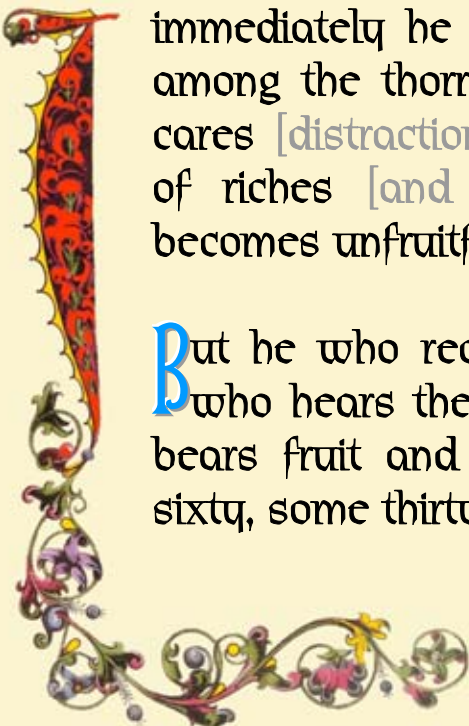 immediately he
among the thorr
cares [distraction
of riches [and
becomes unfruitf
But he who rec
who hears the
bears fruit and
sixty, some thirty